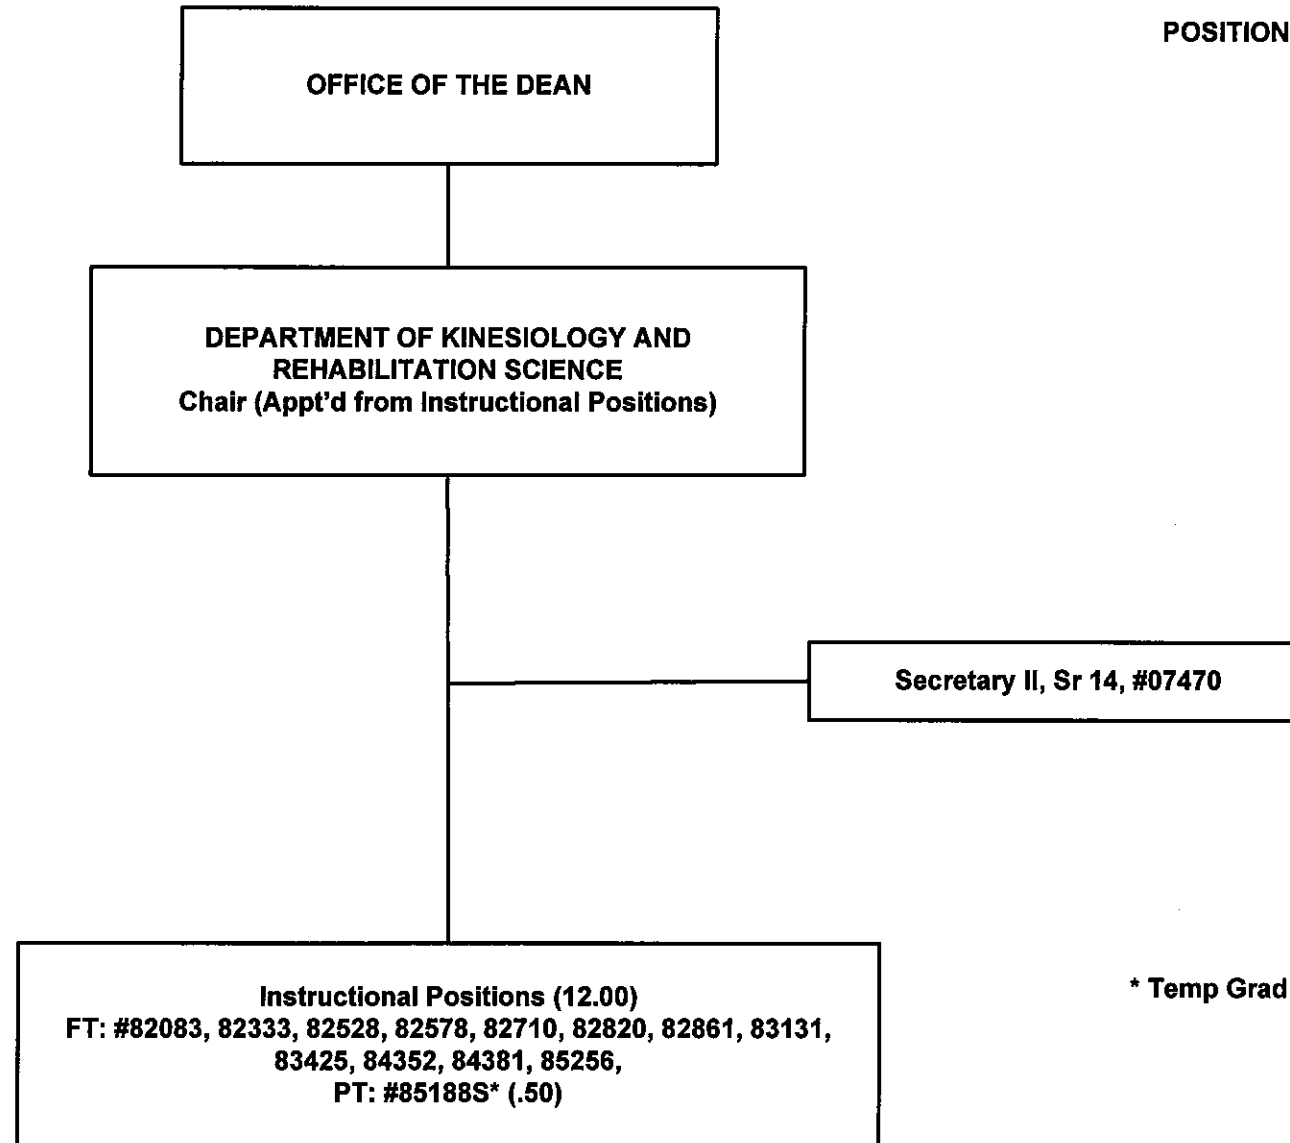 POSITION
OFFICE OF THE DEAN
DEPARTMENT OF KINESIOLOGY AND
REHABILITATION SCIENCE
Chair (Appt'd from Instructional Positions)
Secretary II, Sr 14, #07470
Instructional Positions (12.00)
FT: #82083, 82333, 82528, 82578, 82710, 82820, 82861, 83131,
83425, 84352, 84381, 85256,
PT: #85188S* (.50)
* Temp Grad